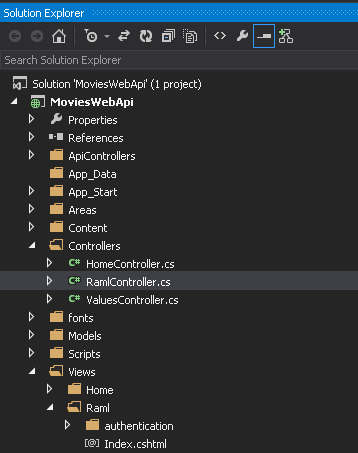 Solution Explorer
Search Solution Explorer
Solution 'MoviesWebApi' (1 project)
MoviesWebApi
Properties
References
ApiControllers
App_Data
App_Start
Areas
Content
Controllers
C# HomeController.cs
C# RamlController.cs
C# ValuesController.cs
fonts
Models
Scripts
Views
Home
Raml
authentication
[@] Index.cshtml